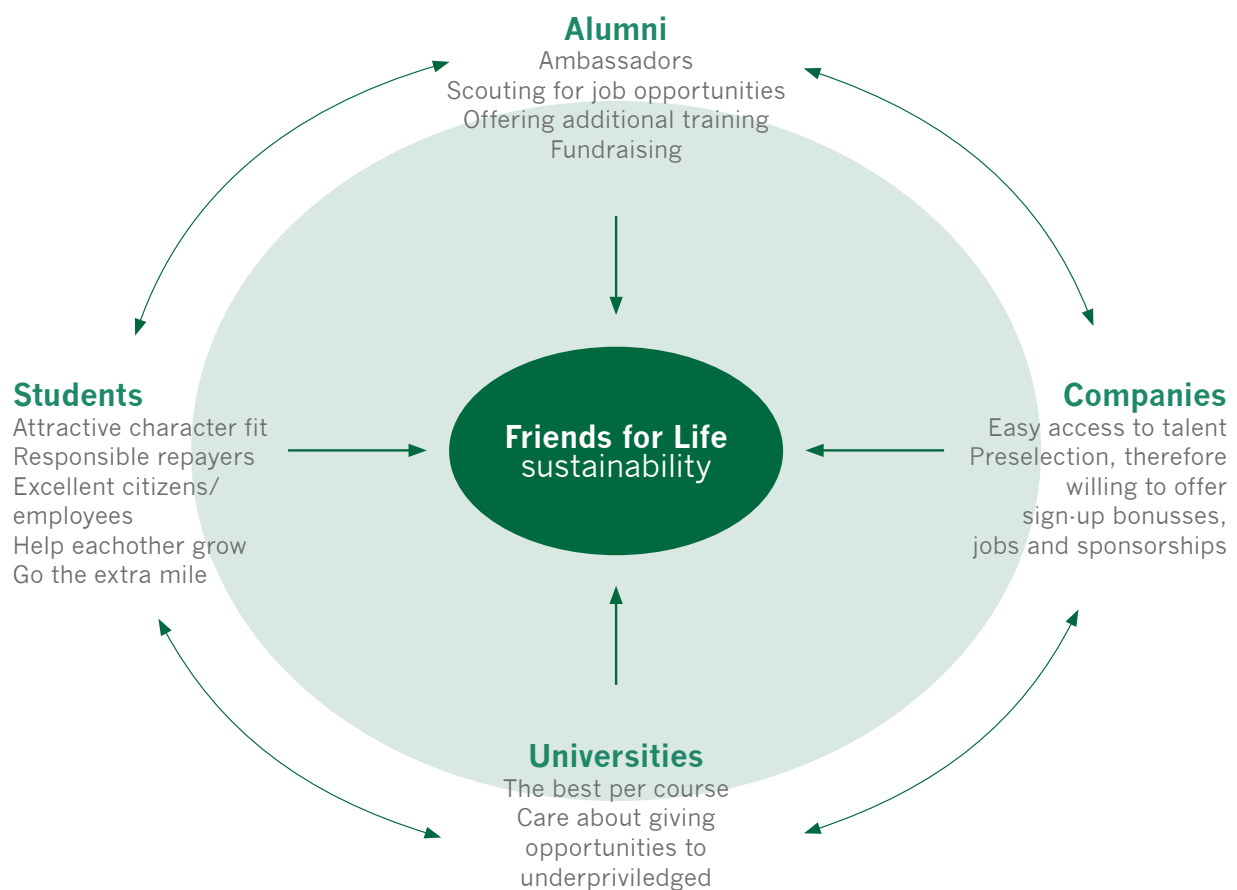 Alumni
Ambassadors
Scouting for job opportunities
Offering additional training
Fundraising
Students
Attractive character fit
Responsible repayers
Excellent citizens/
employees
Help eachother grow
Go the extra mile
Friends for Life
sustainability
Companies
Easy access to talent
Preselection, therefore
willing to offer
sign-up bonusses,
jobs and sponsorships
Universities
The best per course
Care about giving
opportunities to
underpriviledged